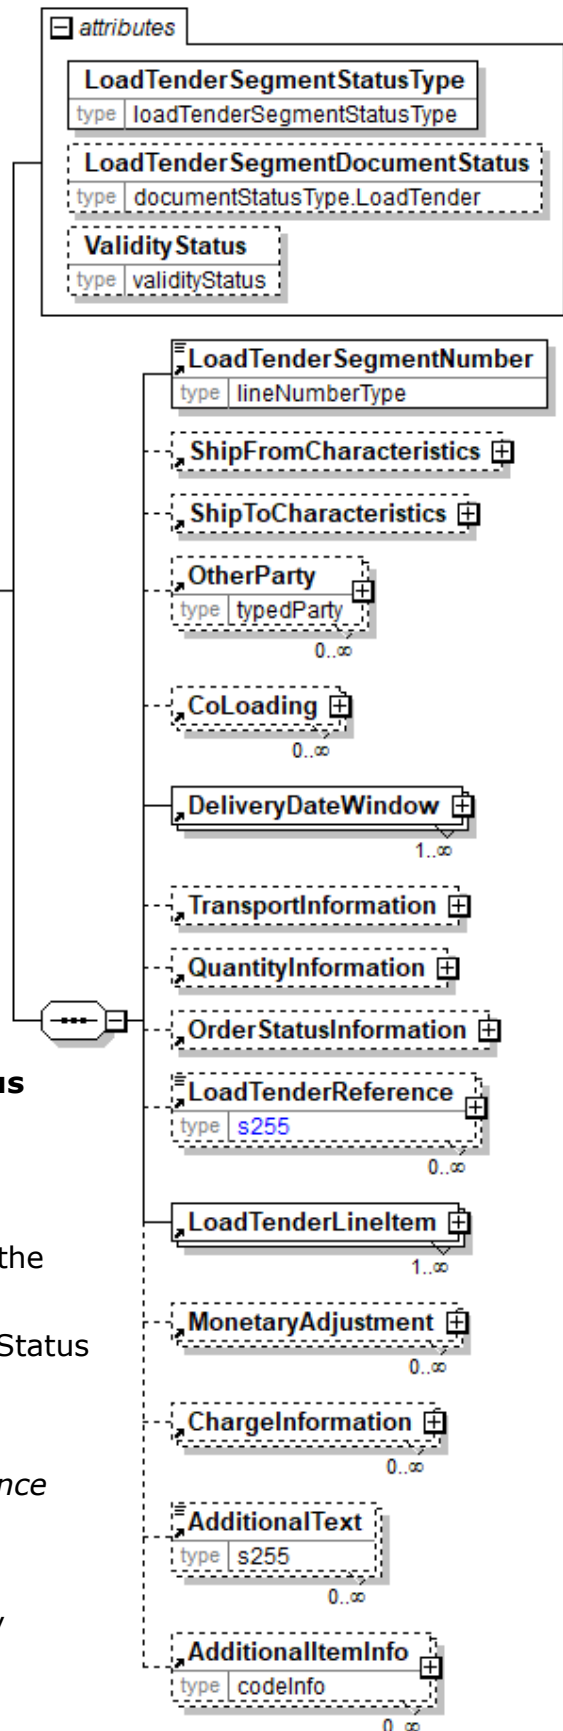 attributes
LoadTenderSegmentStatusType
type loadTenderSegmentStatusType
LoadTenderSegmentDocumentStatus
type documentStatusType.LoadTender
ValidityStatus
type validityStatus
LoadTenderSegmentNumber
type lineNumberType
ShipFromCharacteristics
ShipToCharacteristics
OtherParty
type typedParty
0..∞
CoLoading
0..∞
DeliveryDateWindow
1..∞
TransportInformation
QuantityInformation
OrderStatusInformation
us
LoadTenderReference
type s255
0..∞
LoadTenderLineItem
the
1..∞
MonetaryAdjustment
Status
0..∞
ChargeInformation
0..∞
nce
AdditionalText
type s255
0..∞
y
AdditionalItemInfo
type codeInfo
0..∞